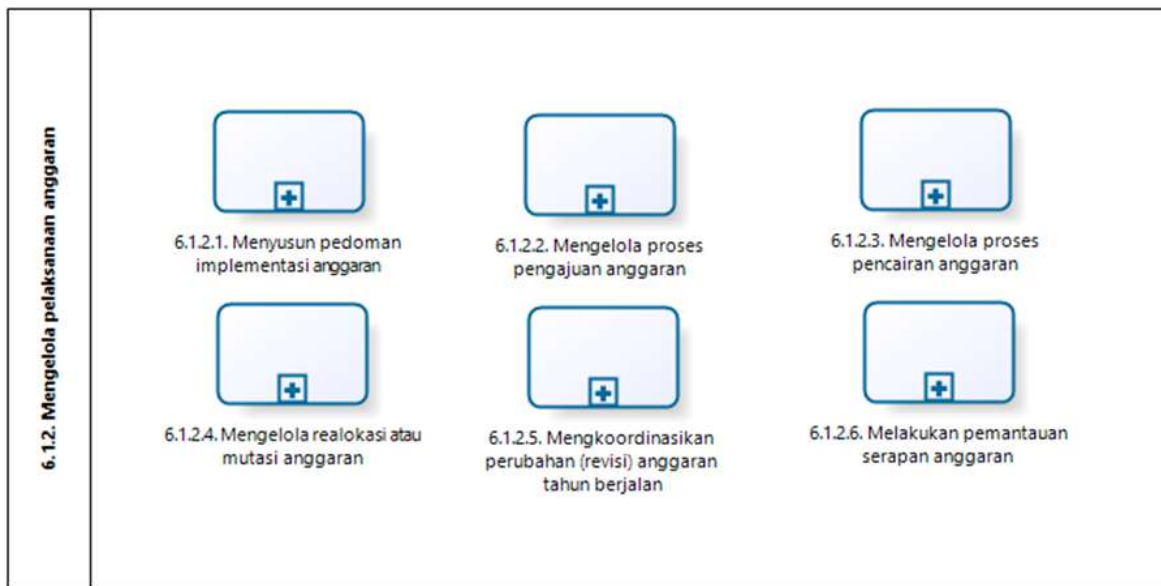 6.1.2. Mengelola pelaksanaan anggaran
6.1.2.1. Menyusun pedoman
implementasi anggaran
6.1.2.2. Mengelola proses
pengajuan anggaran
6.1.2.3. Mengelola proses
pencairan anggaran
6.1.2.4. Mengelola realokasi atau
mutasi anggaran
6.1.2.5. Mengkoordinasikan
perubahan (revisi) anggaran
tahun berjalan
6.1.2.6. Melakukan pemantauan
serapan anggaran